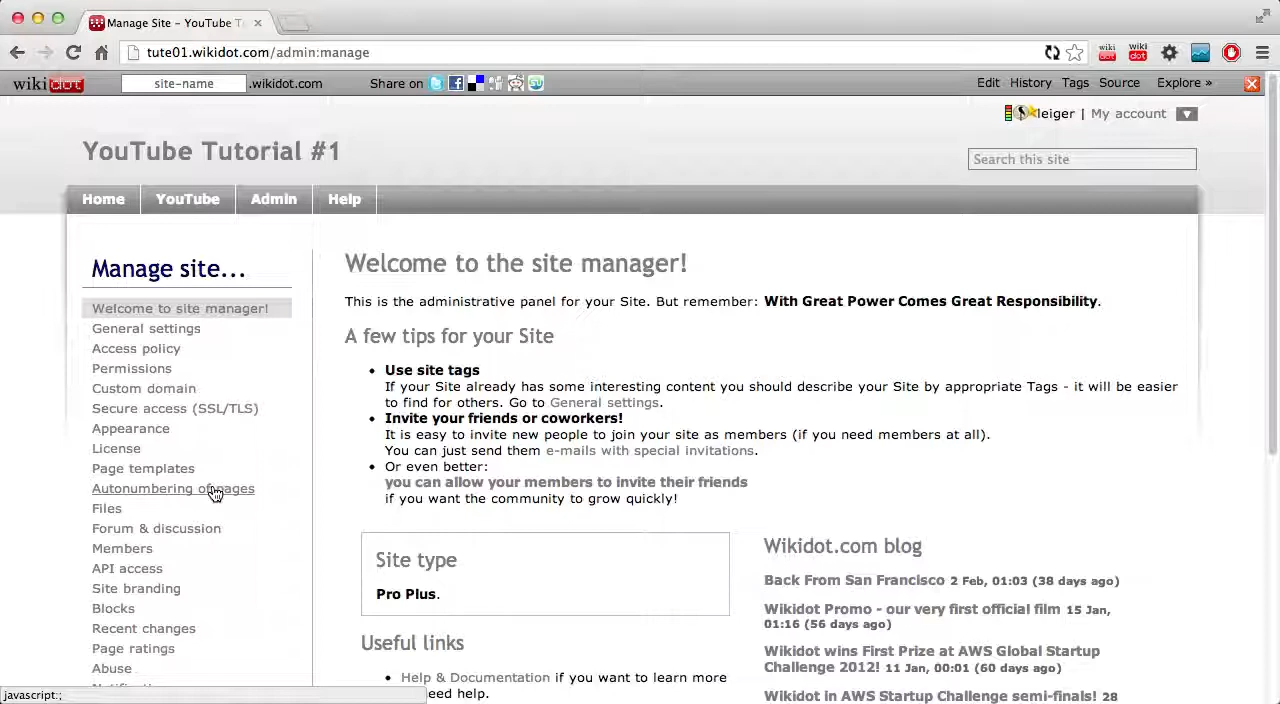 Manage Site – YouTube T
tute01.wikidot.com/admin:manage
wikidot site-name .wikidot.com Share on Edit History Tags Source Explore »
leiger | My account
YouTube Tutorial #1
Search this site
Home YouTube Admin Help
Manage site...
Welcome to site manager!
General settings
Access policy
Permissions
Custom domain
Secure access (SSL/TLS)
Appearance
License
Page templates
Autonumbering of pages
Files
Forum & discussion
Members
API access
Site branding
Blocks
Recent changes
Page ratings
Abuse
javascript:;
Welcome to the site manager!
This is the administrative panel for your Site. But remember: With Great Power Comes Great Responsibility.
A few tips for your Site
• Use site tags
If your Site already has some interesting content you should describe your Site by appropriate Tags - it will be easier
to find for others. Go to General settings.
• Invite your friends or coworkers!
It is easy to invite new people to join your site as members (if you need members at all).
You can just send them e-mails with special invitations.
• Or even better:
you can allow your members to invite their friends
if you want the community to grow quickly!
Site type
Pro Plus.
Useful links
• Help & Documentation if you want to learn more
eed help.
Wikidot.com blog
Back From San Francisco 2 Feb, 01:03 (38 days ago)
Wikidot Promo - our very first official film 15 Jan,
01:16 (56 days ago)
Wikidot wins First Prize at AWS Global Startup
Challenge 2012! 11 Jan, 00:01 (60 days ago)
Wikidot in AWS Startup Challenge semi-finals! 28